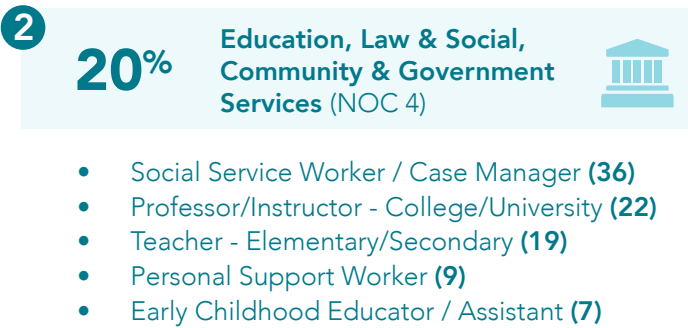 2
20%
Education, Law & Social,
Community & Government
Services (NOC 4)
• Social Service Worker / Case Manager (36)
• Professor/Instructor - College/University (22)
• Teacher - Elementary/Secondary (19)
• Personal Support Worker (9)
• Early Childhood Educator / Assistant (7)